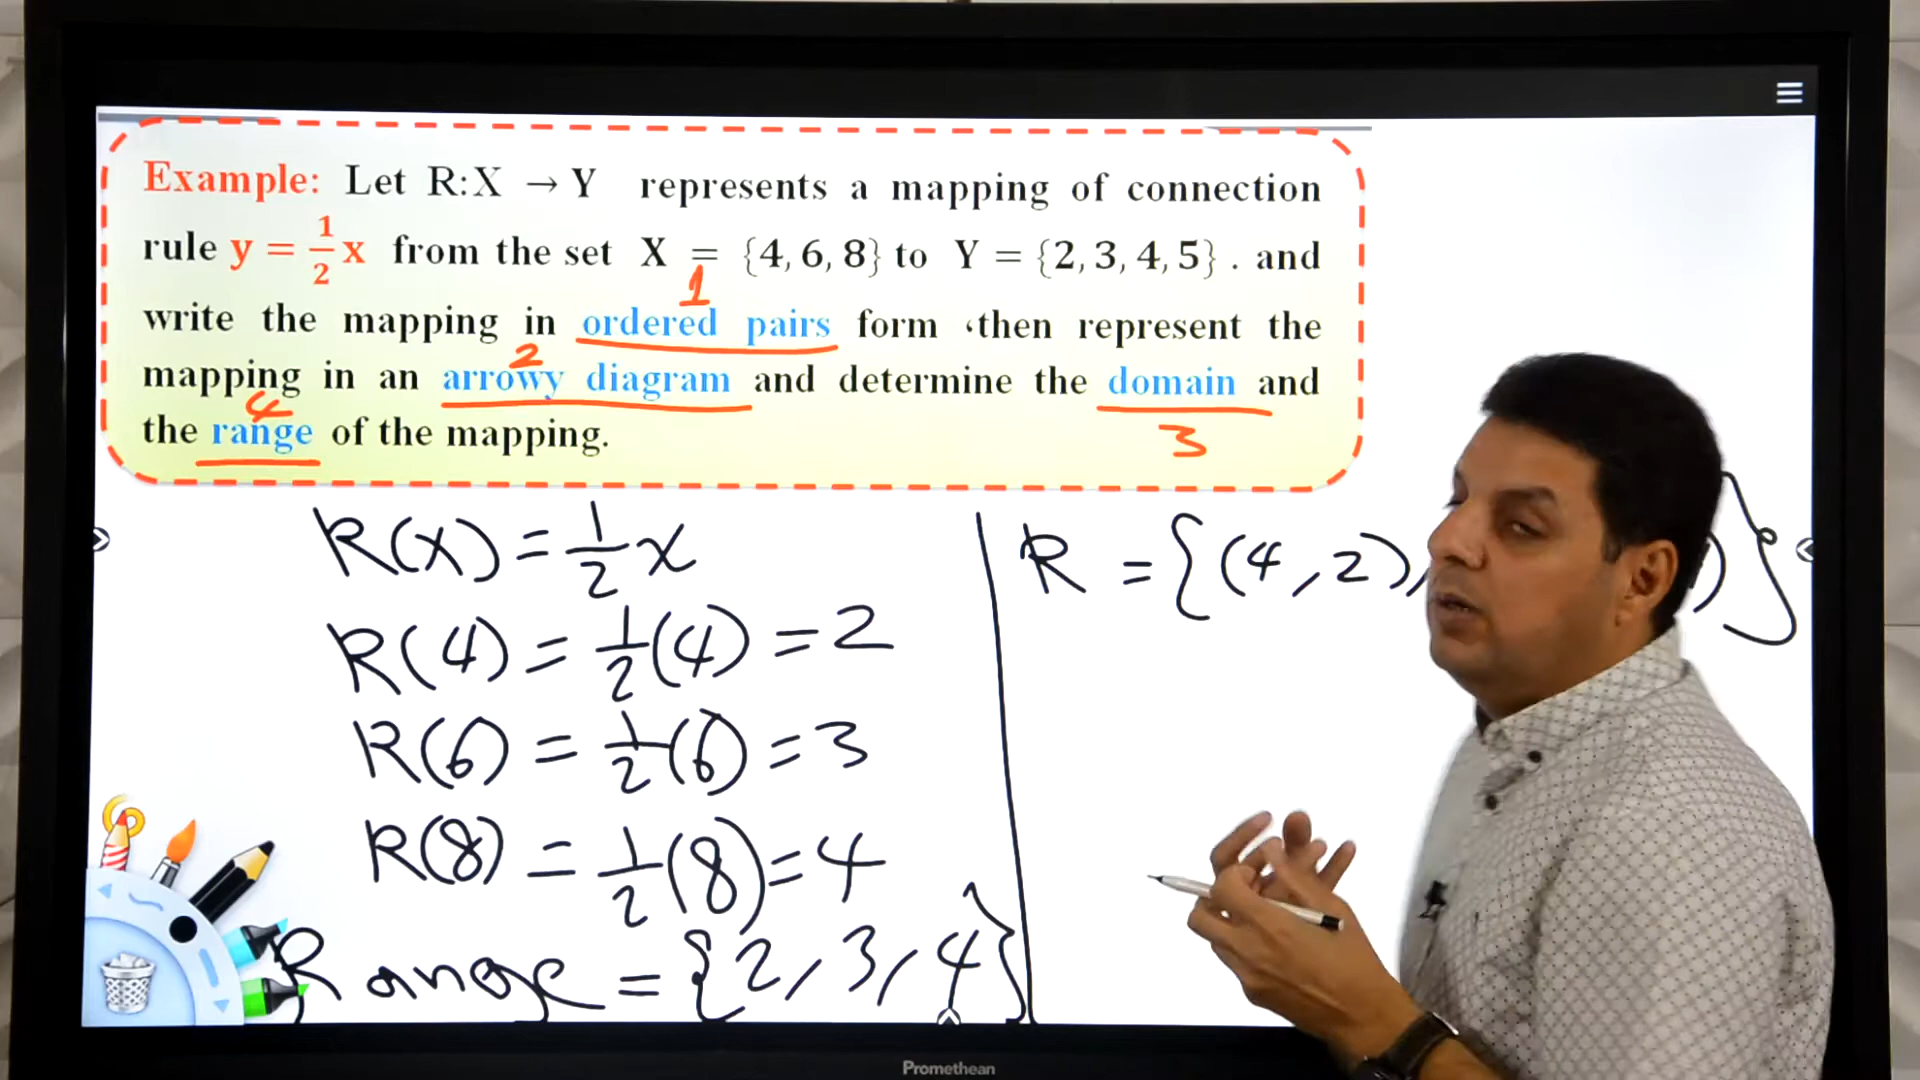 Example: Let R:X → Y represents a mapping of connection
rule y = 1/2 x from the set X = {4, 6, 8} to Y = {2, 3, 4, 5} . and
1
write the mapping in ordered pairs form ،then represent the
2
mapping in an arrowy diagram and determine the domain and
4
the range of the mapping.
3
R(x) = 1/2 x
R(4) = 1/2 (4) = 2
R(6) = 1/2 (6) = 3
R(8) = 1/2 (8) = 4
Range = {2, 3, 4}
R = {(4, 2), )}
Promethean